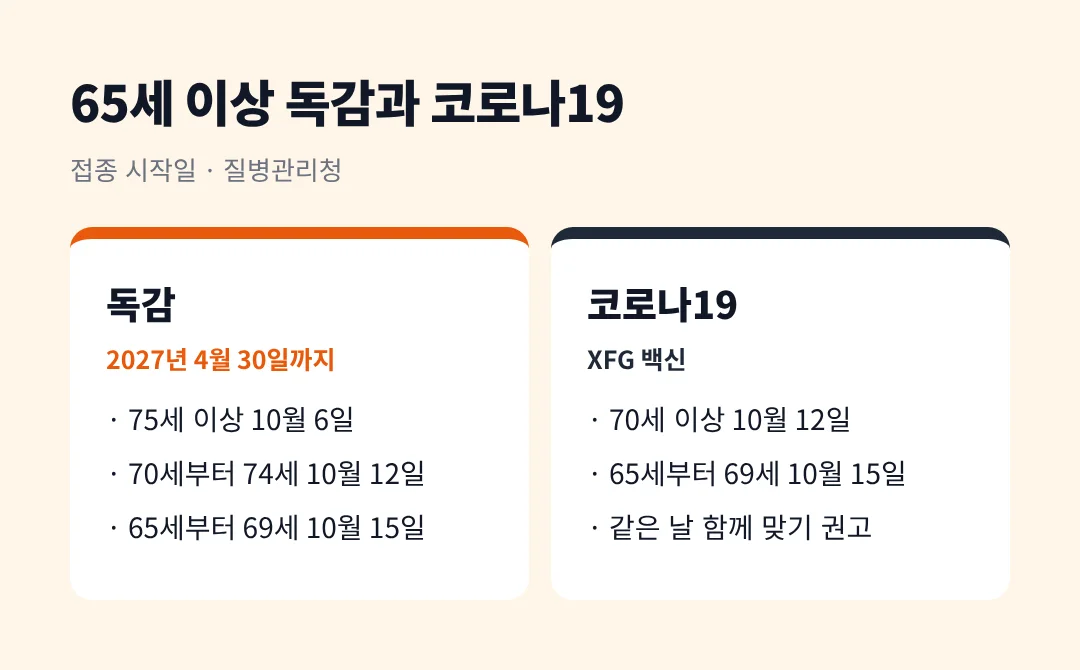 65세 이상 독감과 코로나19
접종 시작일 · 질병관리청
독감
2027년 4월 30일까지
· 75세 이상 10월 6일
· 70세부터 74세 10월 12일
· 65세부터 69세 10월 15일
코로나19
XFG 백신
· 70세 이상 10월 12일
· 65세부터 69세 10월 15일
· 같은 날 함께 맞기 권고